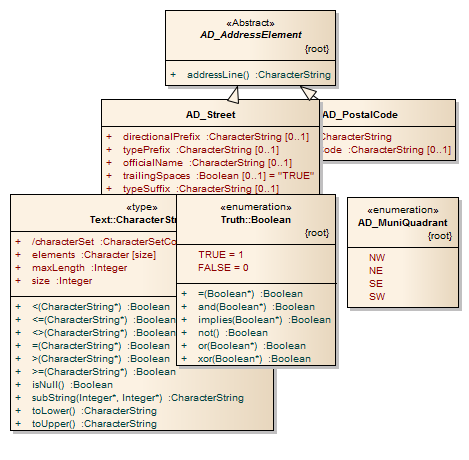 «Abstract»
AD_AddressElement
{root}
+ addressLine() :CharacterString
AD_Street
+ directionalPrefix :CharacterString [0..1]
+ typePrefix :CharacterString [0..1]
+ officialName :CharacterString [0..1]
+ trailingSpaces :Boolean [0..1] = "TRUE"
+ typeSuffix :CharacterString [0..1]
AD_PostalCode
CharacterString
Code :CharacterString [0..1]
«type»
Text::CharacterStr
+ /characterSet :CharacterSetCo
+ elements :Character [size]
+ maxLength :Integer
+ size :Integer
+ <(CharacterString*) :Boolean
+ <=(CharacterString*) :Boolean
+ <>(CharacterString*) :Boolean
+ =(CharacterString*) :Boolean
+ >(CharacterString*) :Boolean
+ >=(CharacterString*) :Boolean
+ isNull() :Boolean
+ subString(Integer*, Integer*) :CharacterString
+ toLower() :CharacterString
+ toUpper() :CharacterString
«enumeration»
Truth::Boolean
{root}
TRUE = 1
FALSE = 0
+ =(Boolean*) :Boolean
+ and(Boolean*) :Boolean
+ implies(Boolean*) :Boolean
+ not() :Boolean
+ or(Boolean*) :Boolean
+ xor(Boolean*) :Boolean
«enumeration»
AD_MuniQuadrant
{root}
NW
NE
SE
SW